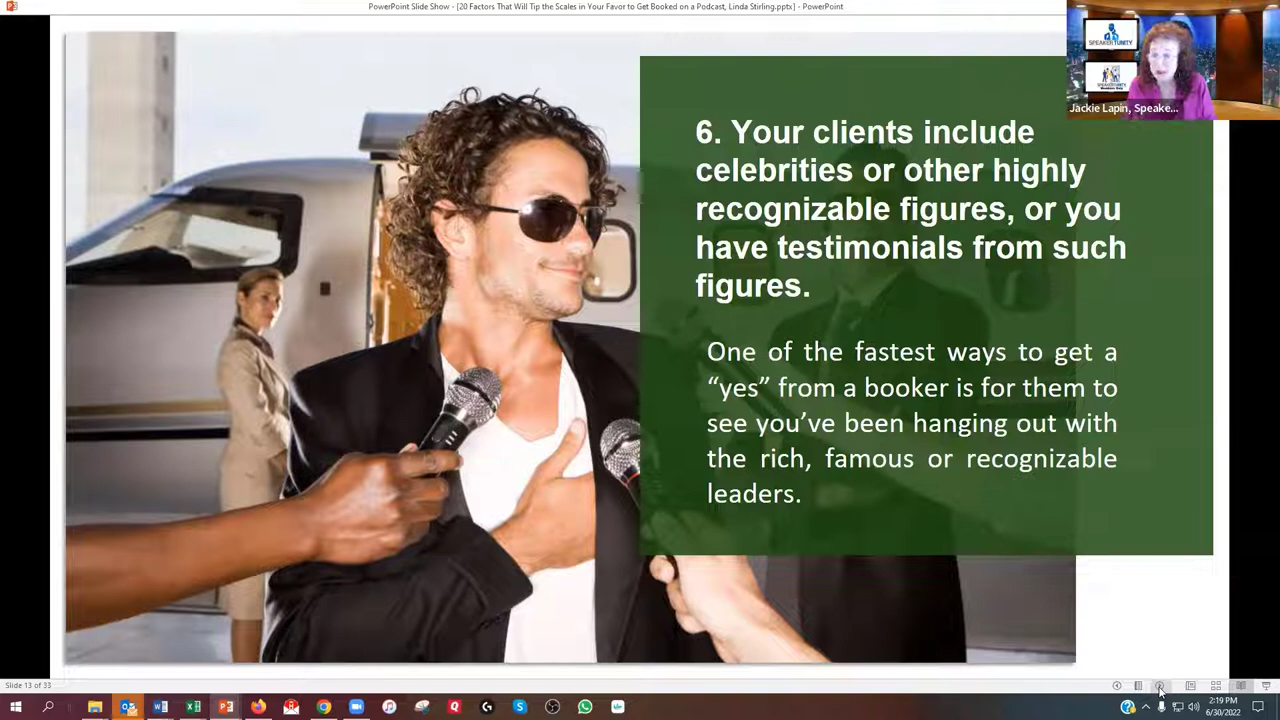 PowerPoint Slide Show - [20 Factors That Will Tip the Scales in Your Favor to Get Booked on a Podcast, Linda Stirling.pptx] - PowerPoint
SPEAKERTUNITY
SPEAKERTUNITY
Members Only
Jackie Lapin, Speake...
6. Your clients include
celebrities or other highly
recognizable figures, or you
have testimonials from such
figures.
One of the fastest ways to get a
“yes” from a booker is for them to
see you’ve been hanging out with
the rich, famous or recognizable
leaders.
Slide 13 of 33
2:19 PM
6/30/2022